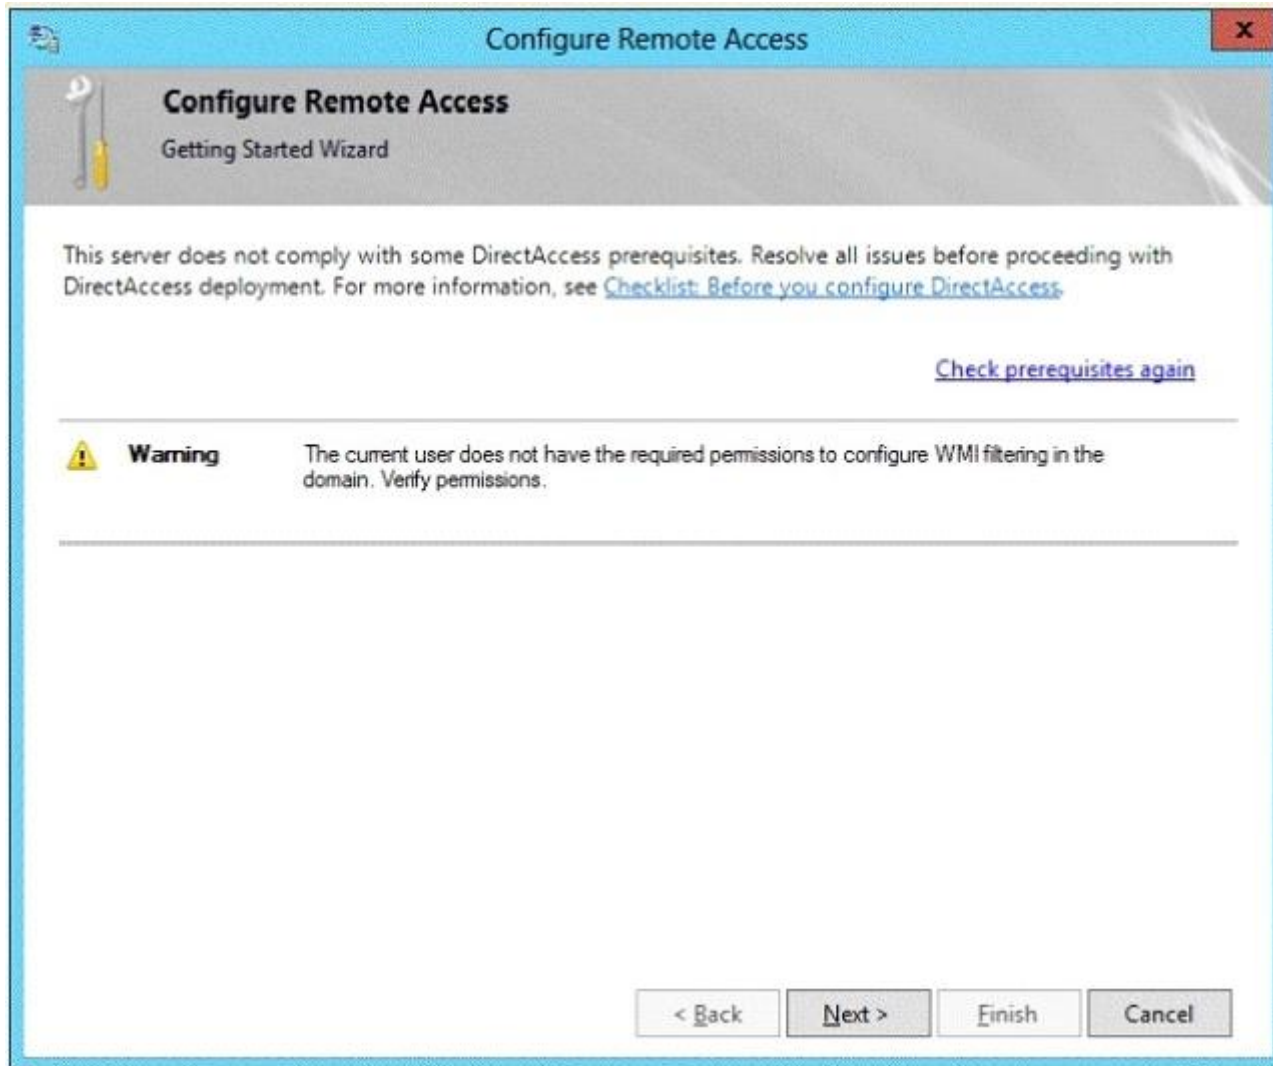 Configure Remote Access
x
Configure Remote Access
Getting Started Wizard
This server does not comply with some DirectAccess prerequisites. Resolve all issues before proceeding with
DirectAccess deployment. For more information, see Checklist: Before you configure DirectAccess.
Check prerequisites again
Warning The current user does not have the required permissions to configure WMI filtering in the
domain. Verify permissions.
< Back Next > Finish Cancel